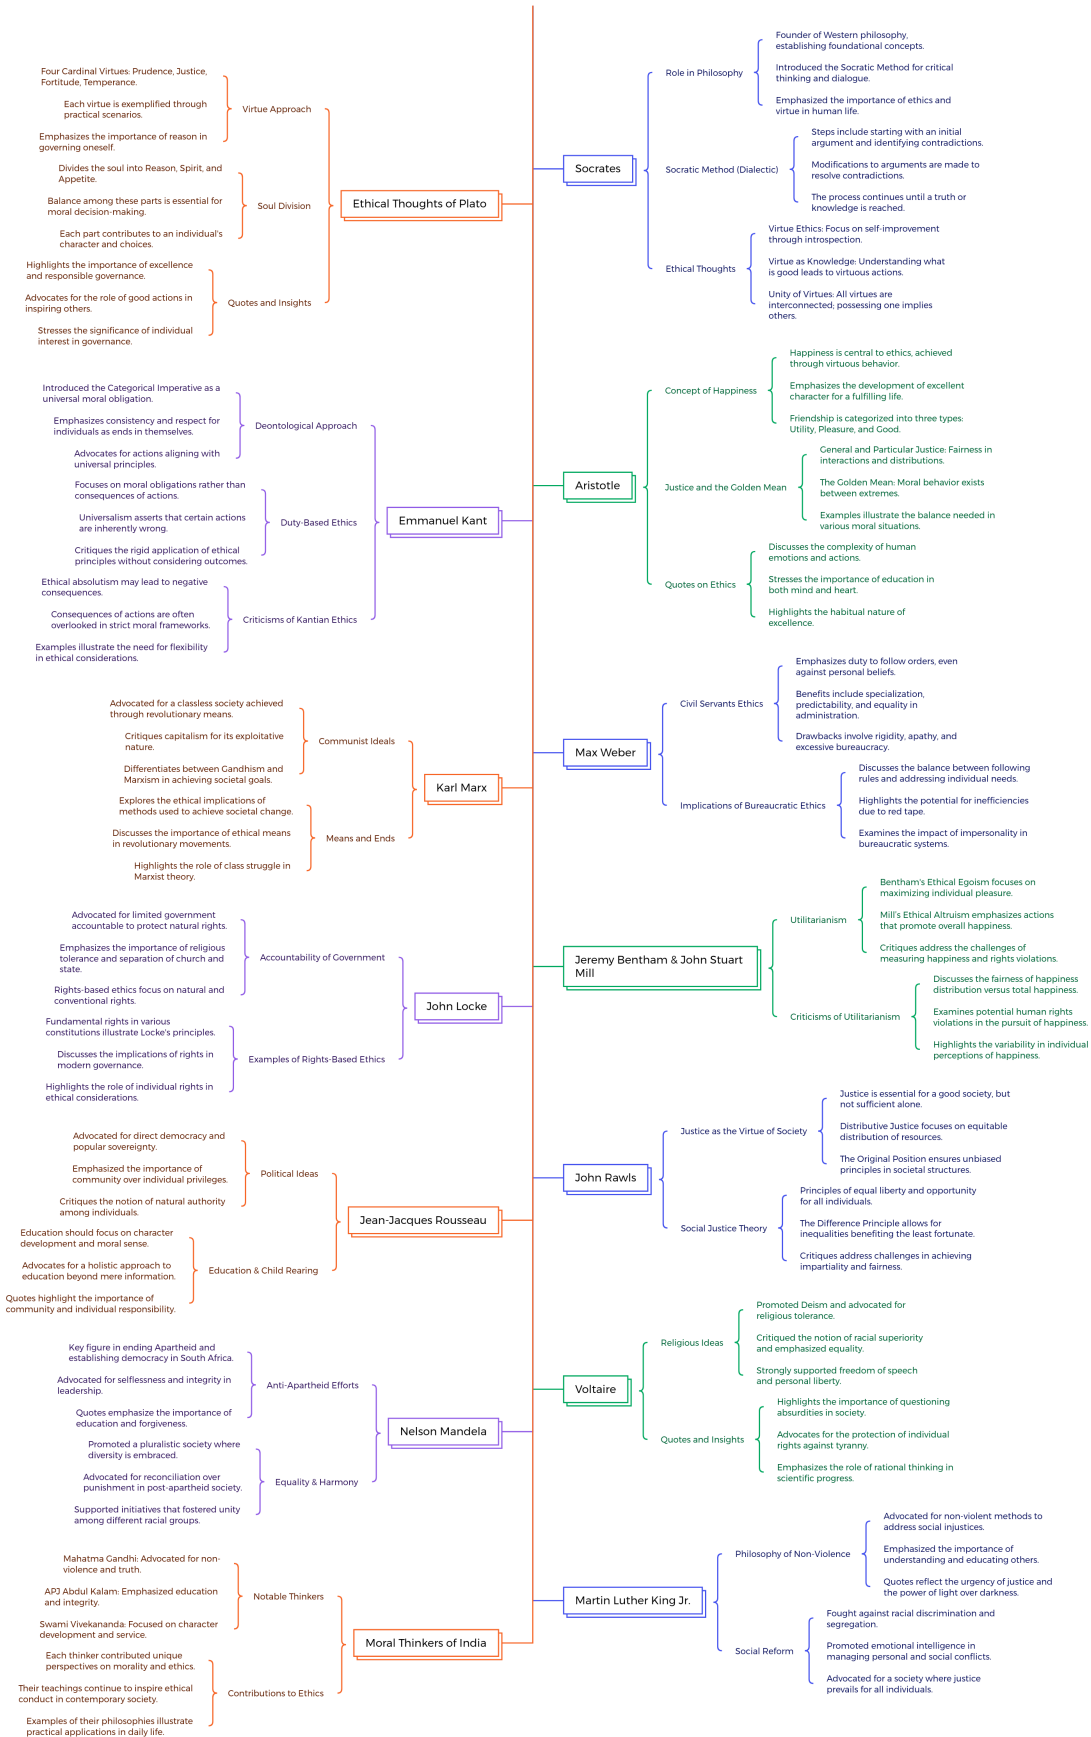 Socrates
Role in Philosophy
Founder of Western philosophy,
establishing foundational concepts.
Introduced the Socratic Method for critical
thinking and dialogue.
Emphasized the importance of ethics and
virtue in human life.
Socratic Method (Dialectic)
Steps include starting with an initial
argument and identifying contradictions.
Modifications to arguments are made to
resolve contradictions.
The process continues until a truth or
knowledge is reached.
Ethical Thoughts
Virtue Ethics: Focus on self-improvement
through introspection.
Virtue as Knowledge: Understanding what
is good leads to virtuous actions.
Unity of Virtues: All virtues are
interconnected; possessing one implies
others.
Ethical Thoughts of Plato
Virtue Approach
Four Cardinal Virtues: Prudence, Justice,
Fortitude, Temperance.
Each virtue is exemplified through
practical scenarios.
Emphasizes the importance of reason in
governing oneself.
Soul Division
Divides the soul into Reason, Spirit, and
Appetite.
Balance among these parts is essential for
moral decision-making.
Each part contributes to an individual's
character and choices.
Quotes and Insights
Highlights the importance of excellence
and responsible governance.
Advocates for the role of good actions in
inspiring others.
Stresses the significance of individual
interest in governance.
Aristotle
Concept of Happiness
Happiness is central to ethics, achieved
through virtuous behavior.
Emphasizes the development of excellent
character for a fulfilling life.
Friendship is categorized into three types:
Utility, Pleasure, and Good.
Justice and the Golden Mean
General and Particular Justice: Fairness in
interactions and distributions.
The Golden Mean: Moral behavior exists
between extremes.
Examples illustrate the balance needed in
various moral situations.
Quotes on Ethics
Discusses the complexity of human
emotions and actions.
Stresses the importance of education in
both mind and heart.
Highlights the habitual nature of
excellence.
Emmanuel Kant
Deontological Approach
Introduced the Categorical Imperative as a
universal moral obligation.
Emphasizes consistency and respect for
individuals as ends in themselves.
Advocates for actions aligning with
universal principles.
Duty-Based Ethics
Focuses on moral obligations rather than
consequences of actions.
Universalism asserts that certain actions
are inherently wrong.
Critiques the rigid application of ethical
principles without considering outcomes.
Criticisms of Kantian Ethics
Ethical absolutism may lead to negative
consequences.
Consequences of actions are often
overlooked in strict moral frameworks.
Examples illustrate the need for flexibility
in ethical considerations.
Max Weber
Civil Servants Ethics
Emphasizes duty to follow orders, even
against personal beliefs.
Benefits include specialization,
predictability, and equality in
administration.
Drawbacks involve rigidity, apathy, and
excessive bureaucracy.
Implications of Bureaucratic Ethics
Discusses the balance between following
rules and addressing individual needs.
Highlights the potential for inefficiencies
due to red tape.
Examines the impact of impersonality in
bureaucratic systems.
Karl Marx
Communist Ideals
Advocated for a classless society achieved
through revolutionary means.
Critiques capitalism for its exploitative
nature.
Differentiates between Gandhism and
Marxism in achieving societal goals.
Means and Ends
Explores the ethical implications of
methods used to achieve societal change.
Discusses the importance of ethical means
in revolutionary movements.
Highlights the role of class struggle in
Marxist theory.
Jeremy Bentham & John Stuart
Mill
Utilitarianism
Bentham's Ethical Egoism focuses on
maximizing individual pleasure.
Mill's Ethical Altruism emphasizes actions
that promote overall happiness.
Critiques address the challenges of
measuring happiness and rights violations.
Criticisms of Utilitarianism
Discusses the fairness of happiness
distribution versus total happiness.
Examines potential human rights
violations in the pursuit of happiness.
Highlights the variability in individual
perceptions of happiness.
John Locke
Accountability of Government
Advocated for limited government
accountable to protect natural rights.
Emphasizes the importance of religious
tolerance and separation of church and
state.
Rights-based ethics focus on natural and
conventional rights.
Examples of Rights-Based Ethics
Fundamental rights in various
constitutions illustrate Locke's principles.
Discusses the implications of rights in
modern governance.
Highlights the role of individual rights in
ethical considerations.
John Rawls
Justice as the Virtue of Society
Justice is essential for a good society, but
not sufficient alone.
Distributive Justice focuses on equitable
distribution of resources.
The Original Position ensures unbiased
principles in societal structures.
Social Justice Theory
Principles of equal liberty and opportunity
for all individuals.
The Difference Principle allows for
inequalities benefiting the least fortunate.
Critiques address challenges in achieving
impartiality and fairness.
Jean-Jacques Rousseau
Political Ideas
Advocated for direct democracy and
popular sovereignty.
Emphasized the importance of
community over individual privileges.
Critiques the notion of natural authority
among individuals.
Education & Child Rearing
Education should focus on character
development and moral sense.
Advocates for a holistic approach to
education beyond mere information.
Quotes highlight the importance of
community and individual responsibility.
Voltaire
Religious Ideas
Promoted Deism and advocated for
religious tolerance.
Critiqued the notion of racial superiority
and emphasized equality.
Strongly supported freedom of speech
and personal liberty.
Quotes and Insights
Highlights the importance of questioning
absurdities in society.
Advocates for the protection of individual
rights against tyranny.
Emphasizes the role of rational thinking in
scientific progress.
Nelson Mandela
Anti-Apartheid Efforts
Key figure in ending Apartheid and
establishing democracy in South Africa.
Advocated for selflessness and integrity in
leadership.
Quotes emphasize the importance of
education and forgiveness.
Equality & Harmony
Promoted a pluralistic society where
diversity is embraced.
Advocated for reconciliation over
punishment in post-apartheid society.
Supported initiatives that fostered unity
among different racial groups.
Martin Luther King Jr.
Philosophy of Non-Violence
Advocated for non-violent methods to
address social injustices.
Emphasized the importance of
understanding and educating others.
Quotes reflect the urgency of justice and
the power of light over darkness.
Social Reform
Fought against racial discrimination and
segregation.
Promoted emotional intelligence in
managing personal and social conflicts.
Advocated for a society where justice
prevails for all individuals.
Moral Thinkers of India
Notable Thinkers
Mahatma Gandhi: Advocated for non-
violence and truth.
APJ Abdul Kalam: Emphasized education
and integrity.
Swami Vivekananda: Focused on character
development and service.
Contributions to Ethics
Each thinker contributed unique
perspectives on morality and ethics.
Their teachings continue to inspire ethical
conduct in contemporary society.
Examples of their philosophies illustrate
practical applications in daily life.